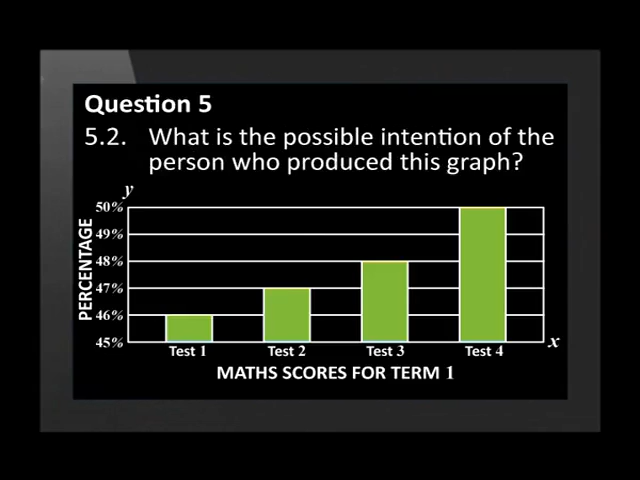 Question 5
5.2. What is the possible intention of the
person who produced this graph?
y
50%
49%
48%
47%
46%
45%
PERCENTAGE
Test 1 Test 2 Test 3 Test 4 x
MATHS SCORES FOR TERM 1